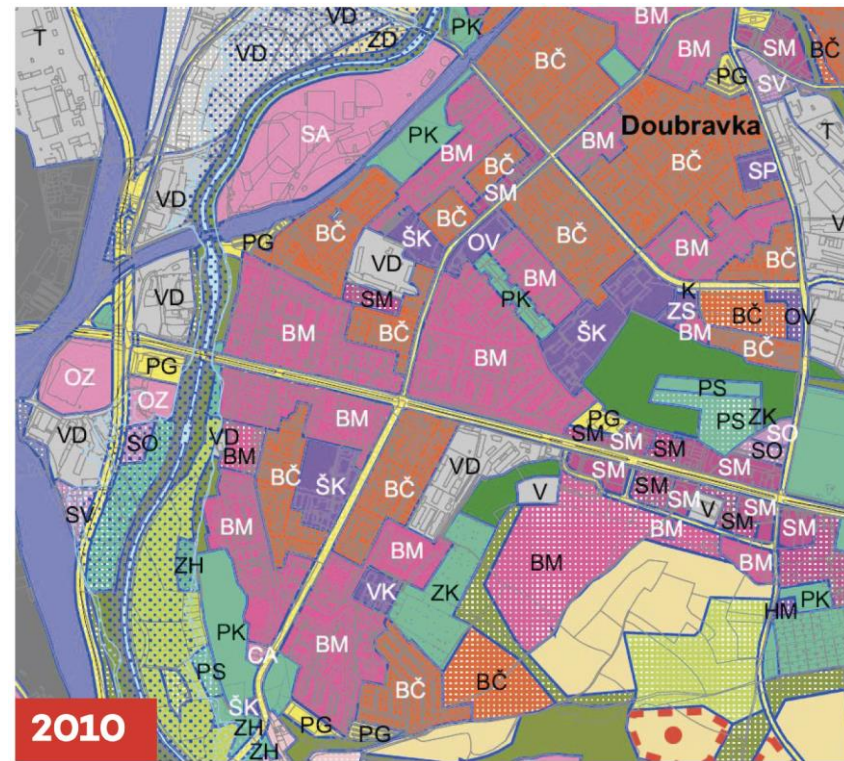 T
VD
VD
ZD
PK
BM
BM
SM
BČ
PG
SV
BČ
SA
PK
BM
BČ
SM
BM
Doubravka
BČ
SP
T
VD
PG
BČ
ŠK
BČ
OV
BČ
BM
BČ
V
VD
VD
SM
BČ
BM
PK
BM
K
ZS
BM
BČ
OV
BČ
ŠK
OZ
PG
OZ
BM
PS
PS
ZK
SO
SO
VD
SO
VD
BM
BČ
ŠK
BČ
VD
PG
SM
SM
SM
SM
SM
SV
BM
V
SM
SM
V
SM
SM
SM
BM
BM
BM
BM
ZH
PK
VK
ZK
HM
PK
PS
CA
BM
BČ
BČ
ŠK
ZH
ZH
PG
PG
2010